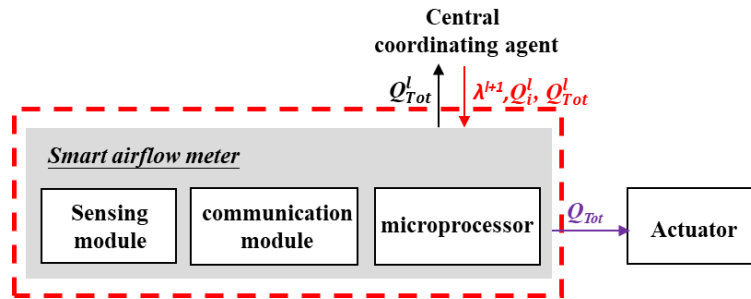 Central
coordinating agent
Q^l_Tot
λ^l+1, Q^l_i, Q^l_Tot
Smart airflow meter
Sensing
module
communication
module
microprocessor
Q_Tot
Actuator